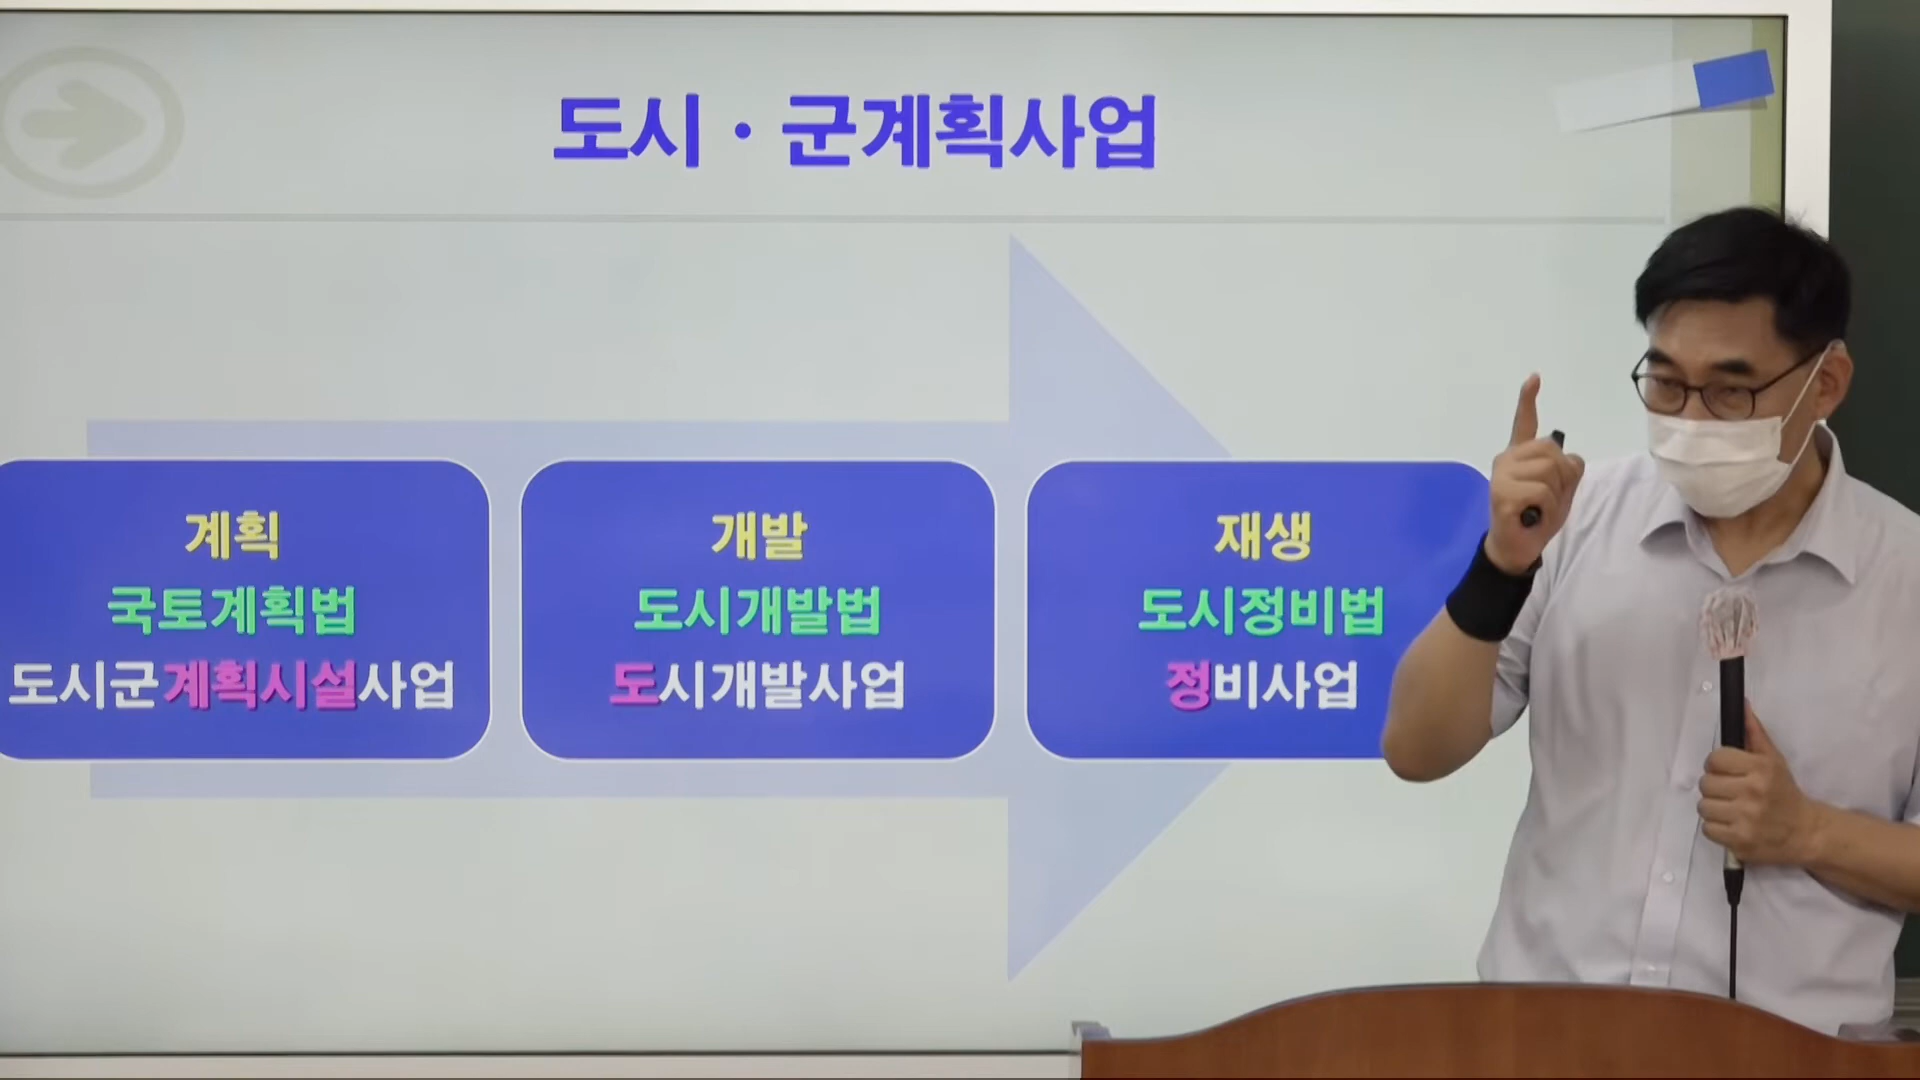 도시 · 군계획사업
계획
국토계획법
도시군계획시설사업
개발
도시개발법
도시개발사업
재생
도시정비법
정비사업